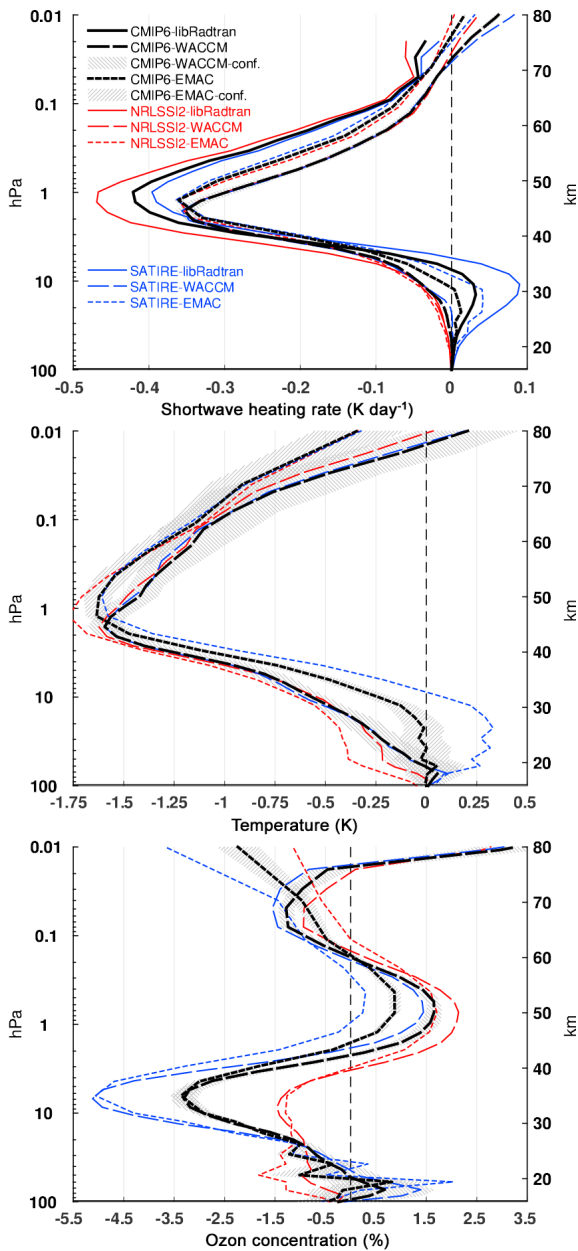 0.01
80
CMIP6-libRadtran
CMIP6-WACCM
CMIP6-WACCM-conf.
CMIP6-EMAC
CMIP6-EMAC-conf.
NRLSSI2-libRadtran
NRLSSI2-WACCM
NRLSSI2-EMAC
70
0.1
60
hPa
1
50
km
40
SATIRE-libRadtran
SATIRE-WACCM
SATIRE-EMAC
10
30
20
100
-0.5 -0.4 -0.3 -0.2 -0.1 0 0.1
Shortwave heating rate (K day-1)
0.01
80
70
0.1
60
hPa
1
50
km
40
10
30
20
100
-1.75 -1.5 -1.25 -1 -0.75 -0.5 -0.25 0 0.25 0.5
Temperature (K)
0.01
80
70
0.1
60
hPa
1
50
km
40
10
30
20
100
-5.5 -4.5 -3.5 -2.5 -1.5 -0.5 0.5 1.5 2.5 3.5
Ozon concentration (%)